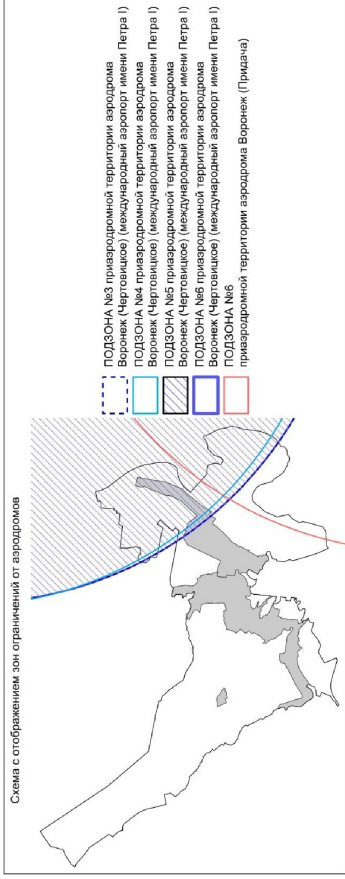 Схема с отображением зон ограничений от аэродромов
ПОДЗОНА №3 приаэродромной территории аэродрома
Воронеж (Чертовицкое) (международный аэропорт имени Петра I)
ПОДЗОНА №4 приаэродромной территории аэродрома
Воронеж (Чертовицкое) (международный аэропорт имени Петра I)
ПОДЗОНА №5 приаэродромной территории аэродрома
Воронеж (Чертовицкое) (международный аэропорт имени Петра I)
ПОДЗОНА №6 приаэродромной территории аэродрома
Воронеж (Чертовицкое) (международный аэропорт имени Петра I)
ПОДЗОНА №6
приаэродромной территории аэродрома Воронеж (Придача)